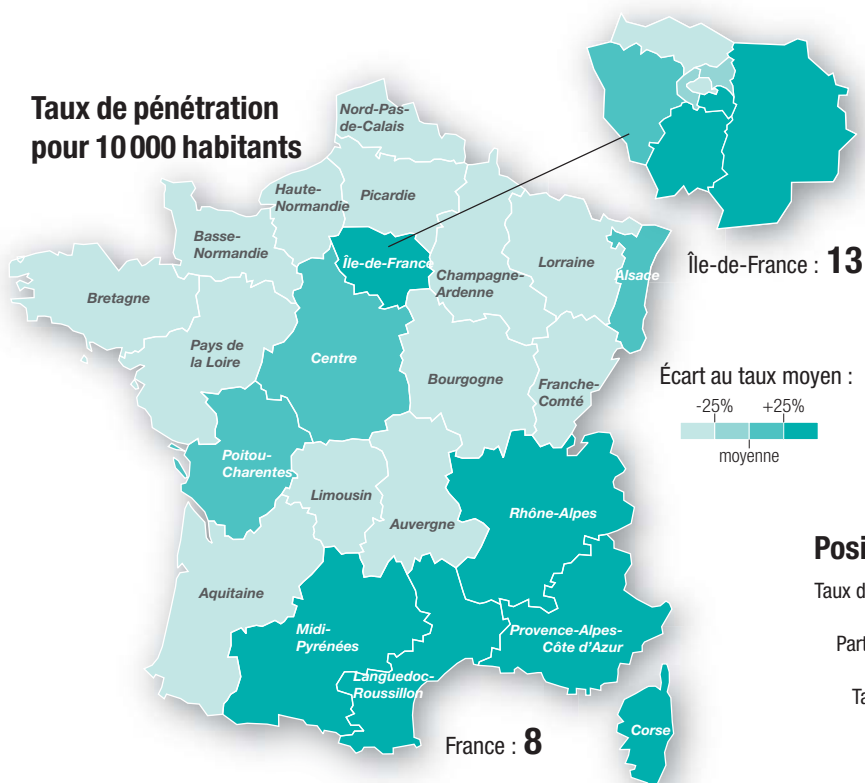 Taux de pénétration
pour 10 000 habitants
Nord-Pas-
de-Calais
Haute-
Normandie
Picardie
Basse-
Normandie
Île-de-France
Champagne-
Ardenne
Lorraine
Alsace
Île-de-France : 13
Bretagne
Pays de
la Loire
Centre
Bourgogne
Franche-
Comté
Écart au taux moyen :
-25% +25%
moyenne
Poitou-
Charentes
Limousin
Auvergne
Rhône-Alpes
Aquitaine
Midi-
Pyrénées
Languedoc-
Roussillon
Provence-Alpes-
Côte d'Azur
Corse
France : 8
Posi
Taux d
Part
Ta